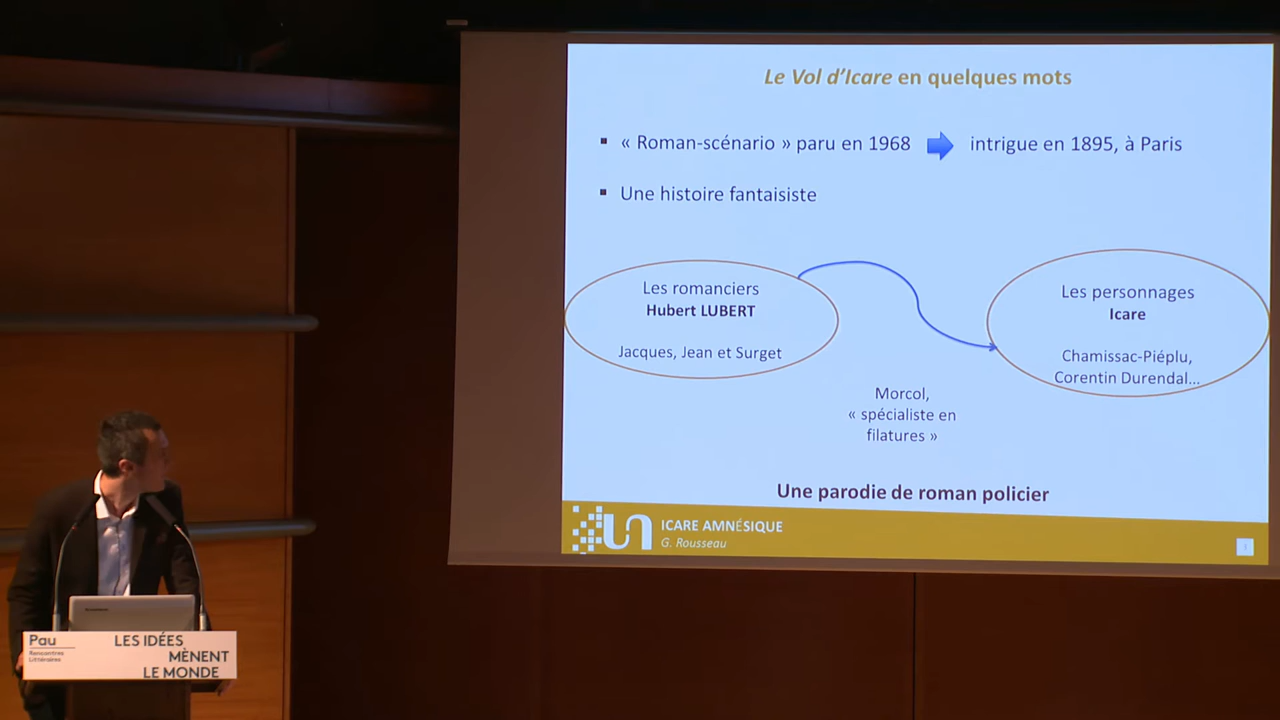 Le Vol d'Icare en quelques mots
▪ « Roman-scénario » paru en 1968 intrigue en 1895, à Paris
▪ Une histoire fantaisiste
Les romanciers
Hubert LUBERT
Jacques, Jean et Surget
Les personnages
Icare
Chamissac-Piéplu,
Corentin Durendal...
Morcol,
« spécialiste en
filatures »
Une parodie de roman policier
ICARE AMNÉSIQUE
G. Rousseau
Pau
Rencontres
Littéraires
LES IDÉES
MÈNENT
LE MONDE